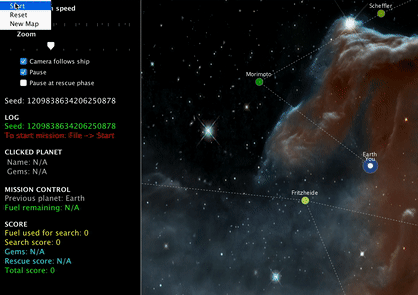 Start
Reset
New Map
speed
Zoom
Camera follows ship
Pause
Pause at rescue phase
Seed: 1209838634206250878
LOG
Seed: 1209838634206250878
To start mission: File -> Start
CLICKED PLANET
Name: N/A
Gems: N/A
MISSION CONTROL
Previous planet: Earth
Fuel remaining: N/A
SCORE
Fuel used for search: 0
Search score: 0
Gems: N/A
Rescue score: N/A
Total score: 0
Scheffer
Morimoto
Earth
You
Fritzheide